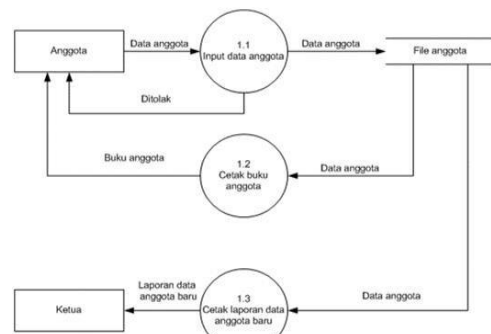 Anggota
Data anggota
1.1
Input data anggota
Data anggota
File anggota
Ditolak
Buku anggota
1.2
Cetak buku
anggota
Data anggota
Ketua
Laporan data
anggota baru
1.3
Cetak laporan data
anggota baru
Data anggota